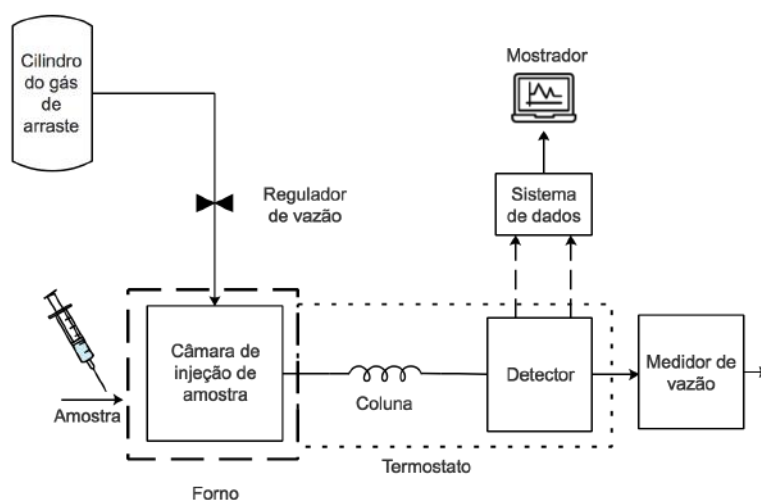 Cilindro
do gás
de
arraste
Mostrador
Regulador
de vazão
Sistema
de dados
Amostra
Câmara de
injeção de
amostra
Coluna
Detector
Medidor de
vazão
Termostato
Forno